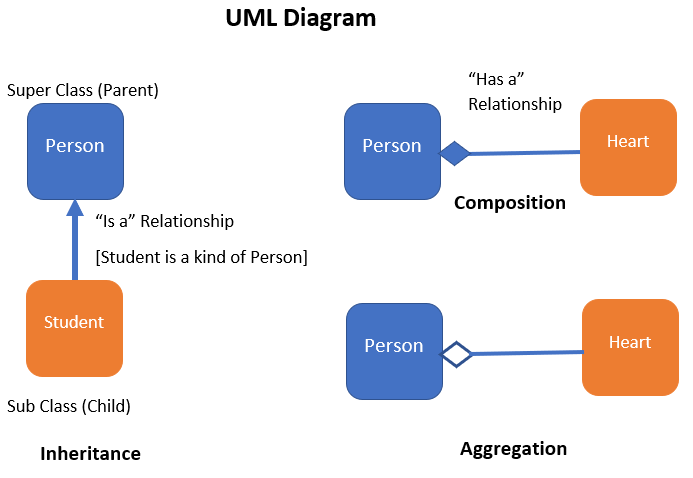 UML Diagram
Super Class (Parent)
Person
“Is a” Relationship
[Student is a kind of Person]
Student
Sub Class (Child)
Inheritance
“Has a”
Relationship
Person
Heart
Composition
Person
Heart
Aggregation